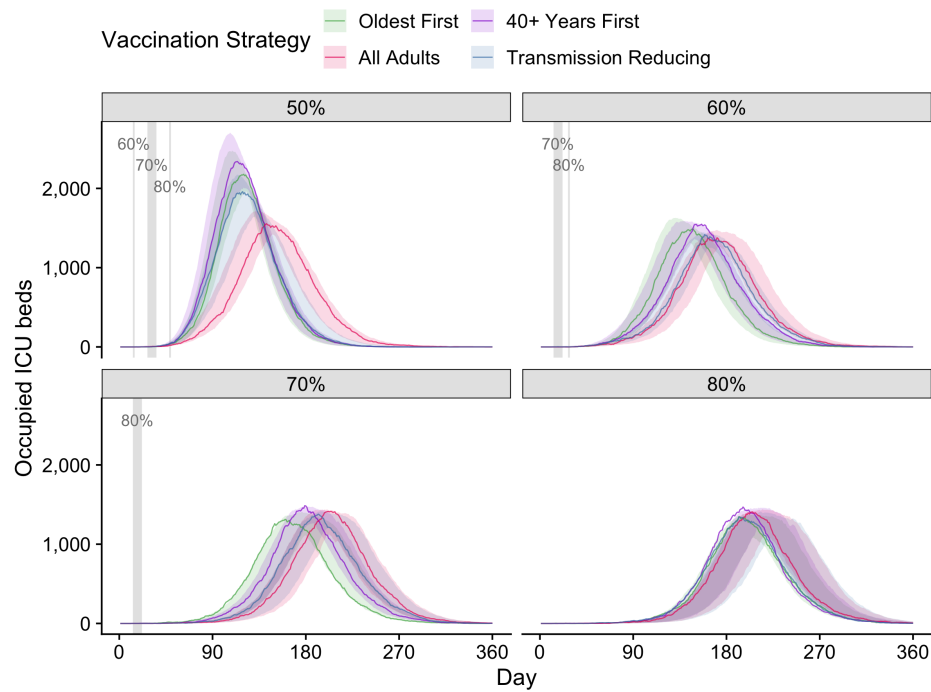 Vaccination Strategy
Oldest First
40+ Years First
All Adults
Transmission Reducing
50%
60%
60%
70%
80%
70%
80%
2,000
1,000
0
Occupied ICU beds
70%
80%
80%
2,000
1,000
0
0 90 180 270 360
0 90 180 270 360
Day